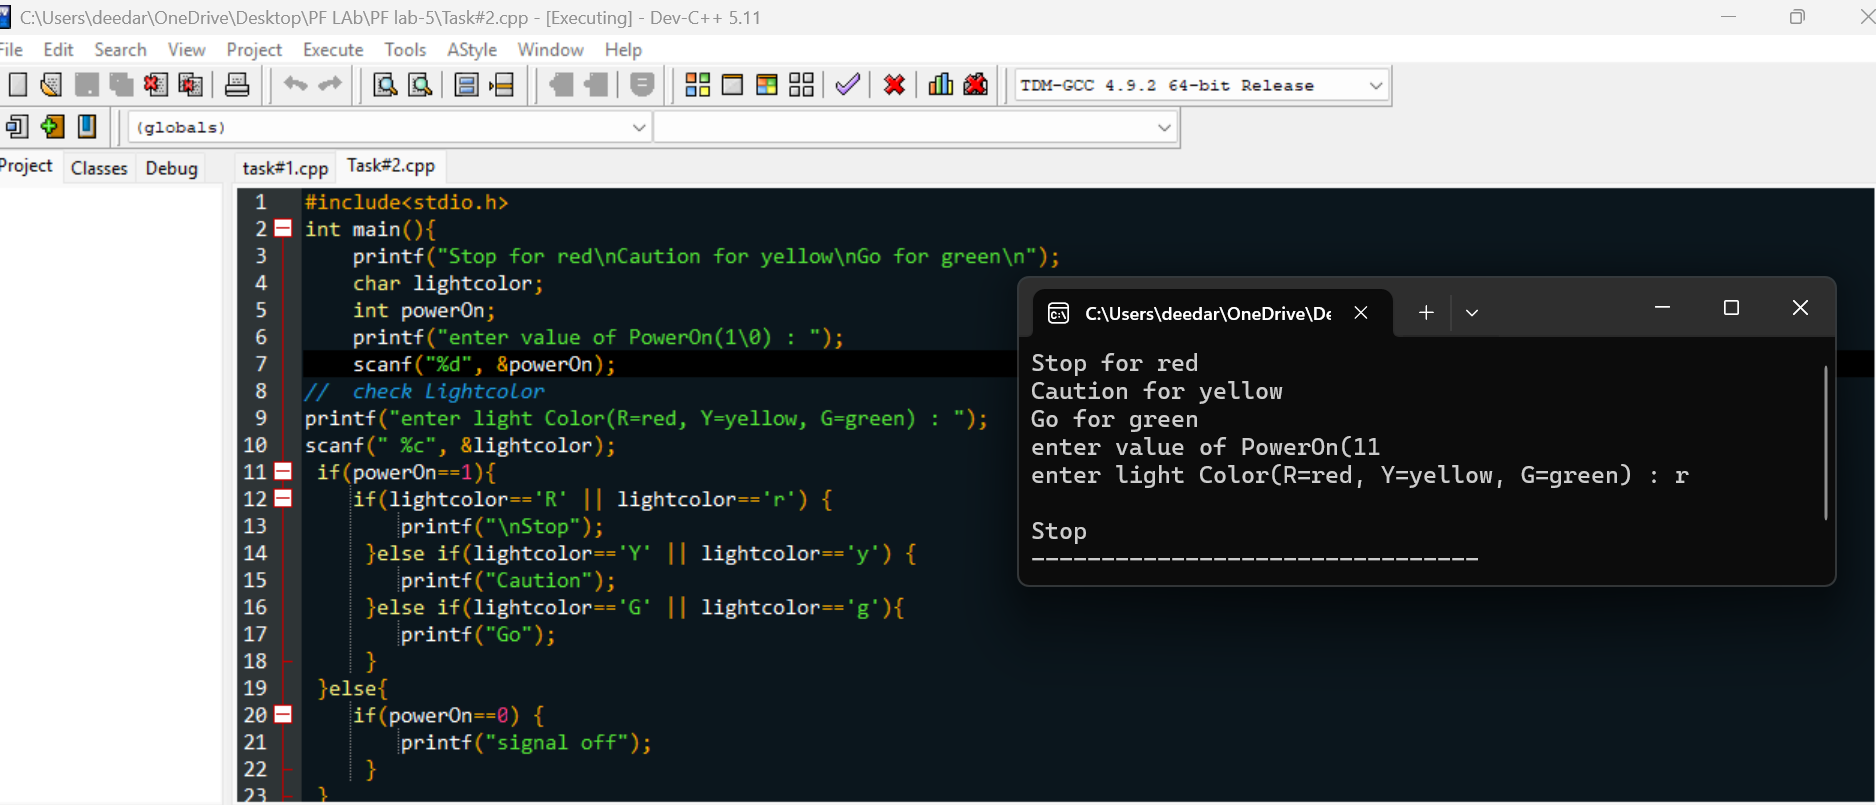 C:\Users\deedar\OneDrive\Desktop\PF LAb\PF lab-5\Task#2.cpp - [Executing] - Dev-C++ 5.11
File Edit Search View Project Execute Tools AStyle Window Help
TDM-GCC 4.9.2 64-bit Release
(globals)
Project Classes Debug task#1.cpp Task#2.cpp
1 #include<stdio.h>
2 int main(){
3 printf("Stop for red\nCaution for yellow\nGo for green\n");
4 char lightcolor;
5 int powerOn;
6 printf("enter value of PowerOn(1\0) : ");
7 scanf("%d", &powerOn);
8 // check Lightcolor
9 printf("enter light Color(R=red, Y=yellow, G=green) : ");
10 scanf(" %c", &lightcolor);
11 if(powerOn==1){
12 if(lightcolor=='R' || lightcolor=='r') {
13 printf("\nStop");
14 }else if(lightcolor=='Y' || lightcolor=='y') {
15 printf("Caution");
16 }else if(lightcolor=='G' || lightcolor=='g'){
17 printf("Go");
18 }
19 }else{
20 if(powerOn==0) {
21 printf("signal off");
22 }
23 }
C:\Users\deedar\OneDrive\De
Stop for red
Caution for yellow
Go for green
enter value of PowerOn(11
enter light Color(R=red, Y=yellow, G=green) : r
Stop
--------------------------------